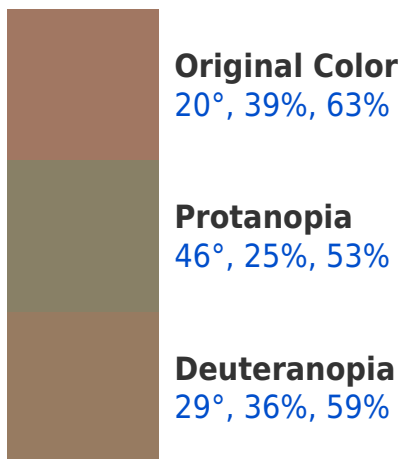 Original Color
20°, 39%, 63%
Protanopia
46°, 25%, 53%
Deuteranopia
29°, 36%, 59%